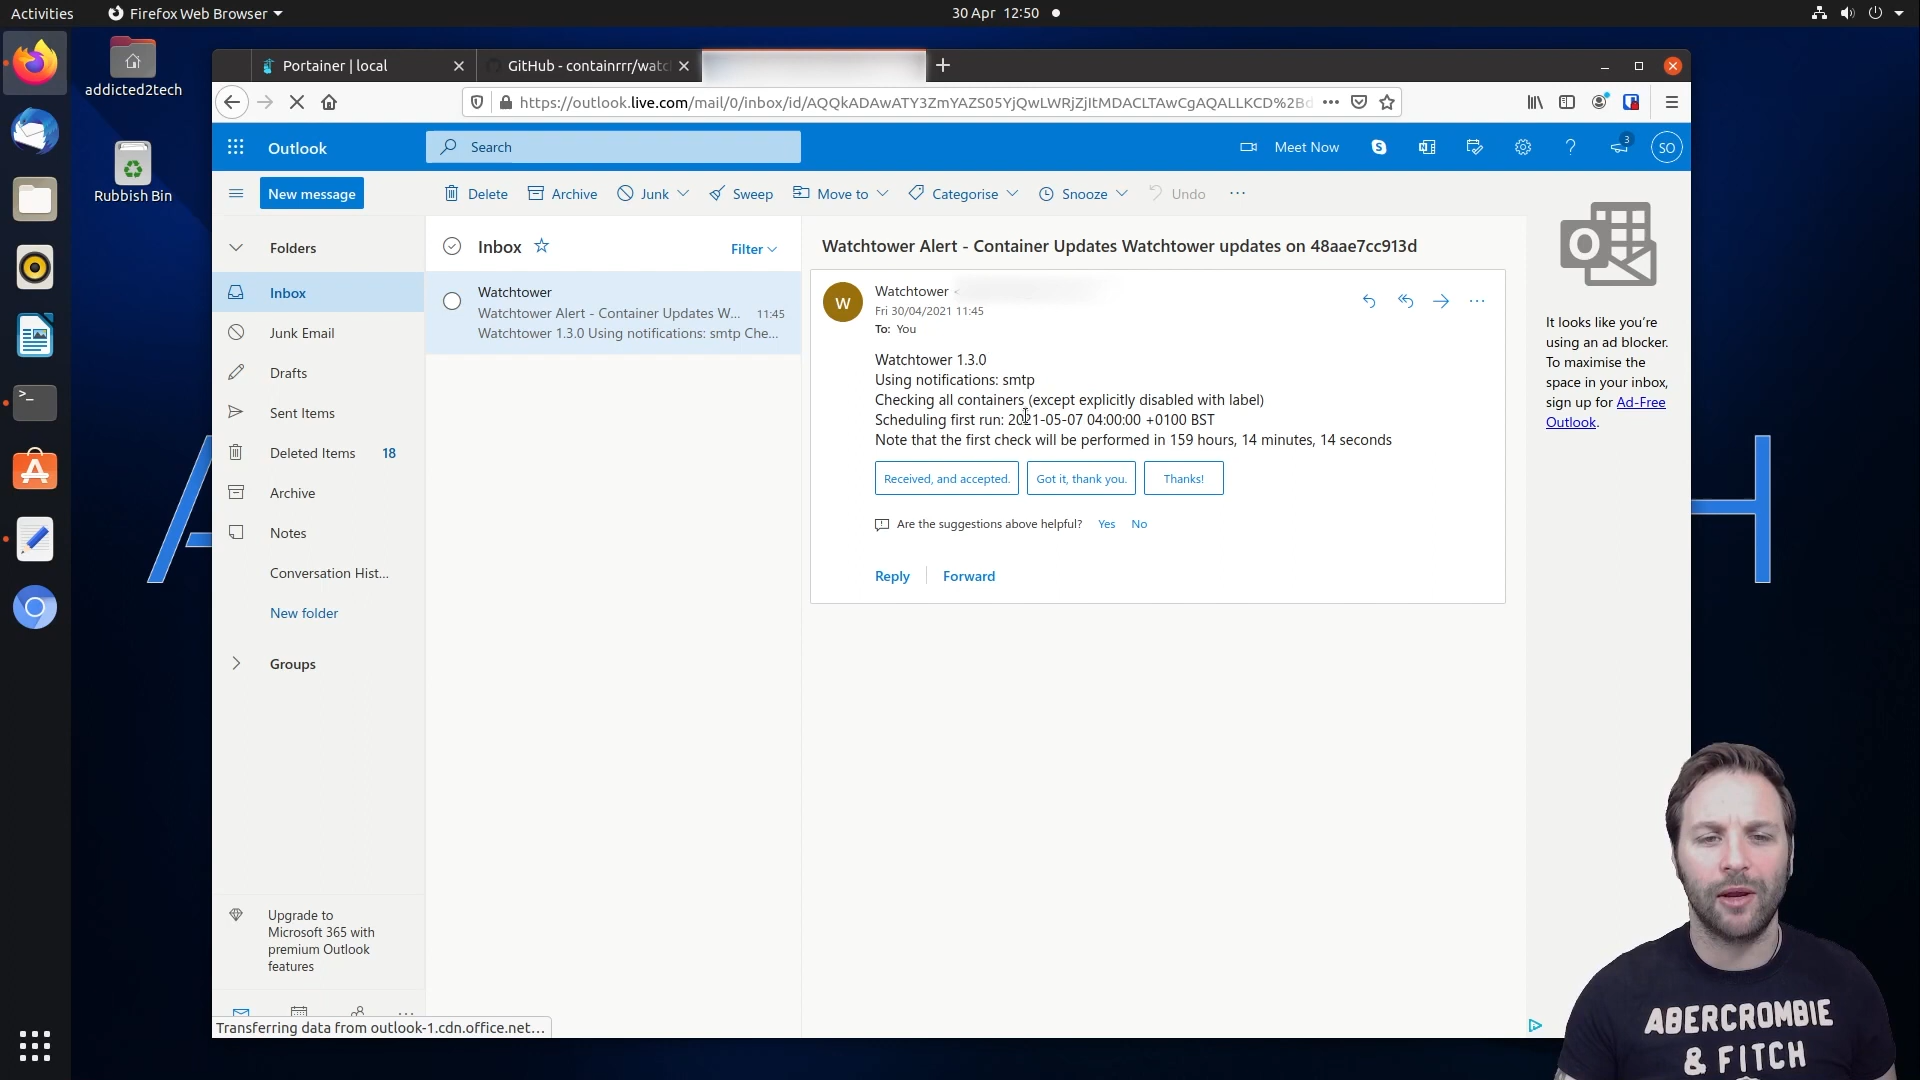 Activities
Firefox Web Browser
30 Apr 12:50
addicted2tech
Rubbish Bin
Portainer | local
GitHub - containrrr/watc
https://outlook.live.com/mail/0/inbox/id/AQQkADAwATY3ZmYAZS05YjQwLWRjZjItMDACLTAwCgAQALLKCD%2Bd
Outlook
Search
Meet Now
3
SO
New message
Delete
Archive
Junk
Sweep
Move to
Categorise
Snooze
Undo
Folders
Inbox
Junk Email
Drafts
Sent Items
Deleted Items 18
Archive
Notes
Conversation Hist...
New folder
Groups
Upgrade to
Microsoft 365 with
premium Outlook
features
Inbox
Filter
Watchtower
Watchtower Alert - Container Updates W... 11:45
Watchtower 1.3.0 Using notifications: smtp Che...
Watchtower Alert - Container Updates Watchtower updates on 48aae7cc913d
W
Watchtower <
Fri 30/04/2021 11:45
To: You
Watchtower 1.3.0
Using notifications: smtp
Checking all containers (except explicitly disabled with label)
Scheduling first run: 2021-05-07 04:00:00 +0100 BST
Note that the first check will be performed in 159 hours, 14 minutes, 14 seconds
Received, and accepted.
Got it, thank you.
Thanks!
Are the suggestions above helpful? Yes No
Reply
Forward
It looks like you're
using an ad blocker.
To maximise the
space in your inbox,
sign up for Ad-Free
Outlook.
Transferring data from outlook-1.cdn.office.net...
ABERCROMBIE
& FITCH